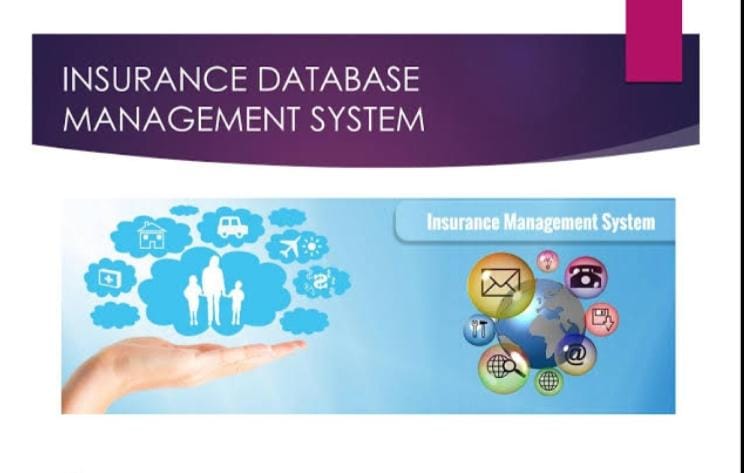 INSURANCE DATABASE
MANAGEMENT SYSTEM
Insurance Management System
@